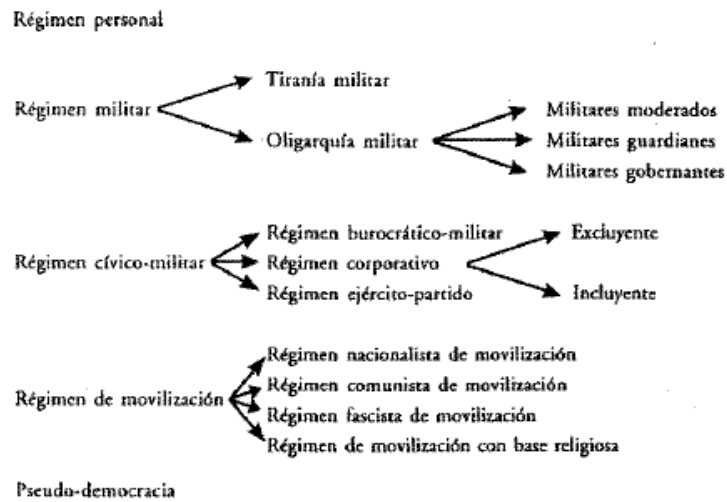 Régimen personal
Tiranía militar
Régimen militar
Militares moderados
Oligarquía militar
Militares guardianes
Militares gobernantes
Régimen burocrático-militar
Excluyente
Régimen cívico-militar
Régimen corporativo
Régimen ejército-partido
Incluyente
Régimen nacionalista de movilización
Régimen comunista de movilización
Régimen de movilización
Régimen fascista de movilización
Régimen de movilización con base religiosa
Pseudo-democracia